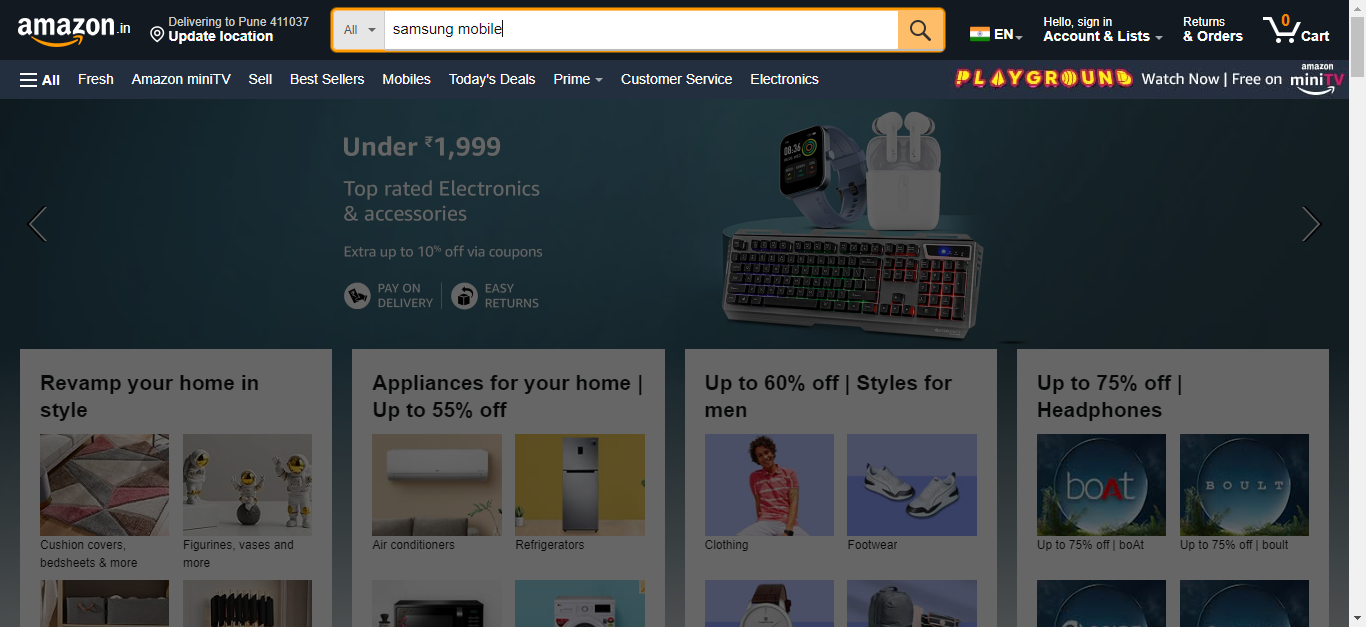 amazon.in
Delivering to Pune 411037
Update location
All
samsung mobile
EN
Hello, sign in
Account & Lists
Returns
& Orders
0
Cart
All
Fresh
Amazon miniTV
Sell
Best Sellers
Mobiles
Today's Deals
Prime
Customer Service
Electronics
PLAYGROUND
Watch Now | Free on
amazon
miniTV
Under ₹1,999
Top rated Electronics
& accessories
Extra up to 10% off via coupons
PAY ON
DELIVERY
EASY
RETURNS
08:36
Revamp your home in
style
Cushion covers,
bedsheets & more
Figurines, vases and
more
Appliances for your home |
Up to 55% off
Air conditioners
Refrigerators
Up to 60% off | Styles for
men
Clothing
Footwear
Up to 75% off |
Headphones
boAt
BOULT
Up to 75% off | boAt
Up to 75% off | boult